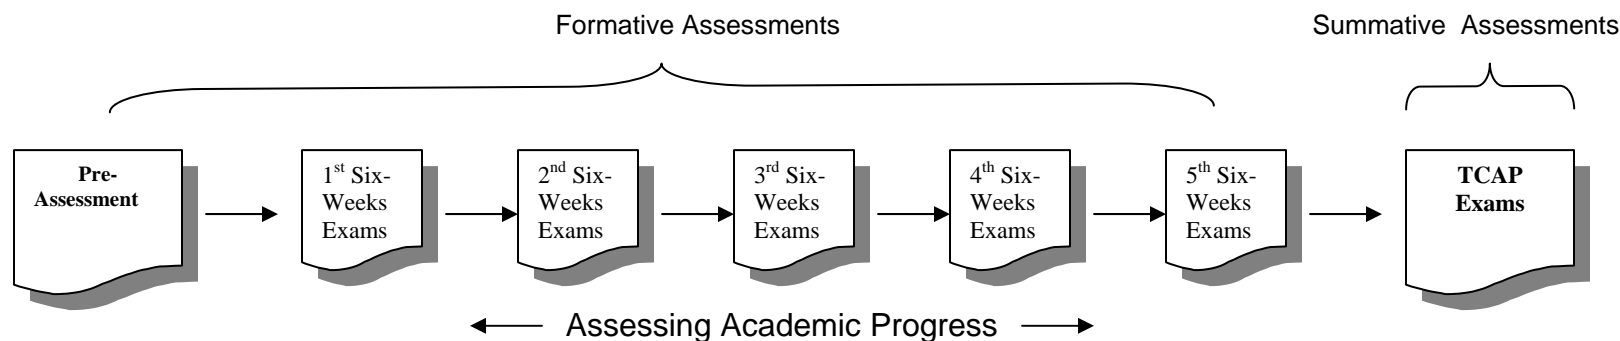 Formative Assessments
Summative Assessments
Pre-
Assessment
1st Six-
Weeks
Exams
2nd Six-
Weeks
Exams
3rd Six-
Weeks
Exams
4th Six-
Weeks
Exams
5th Six-
Weeks
Exams
TCAP
Exams
Assessing Academic Progress